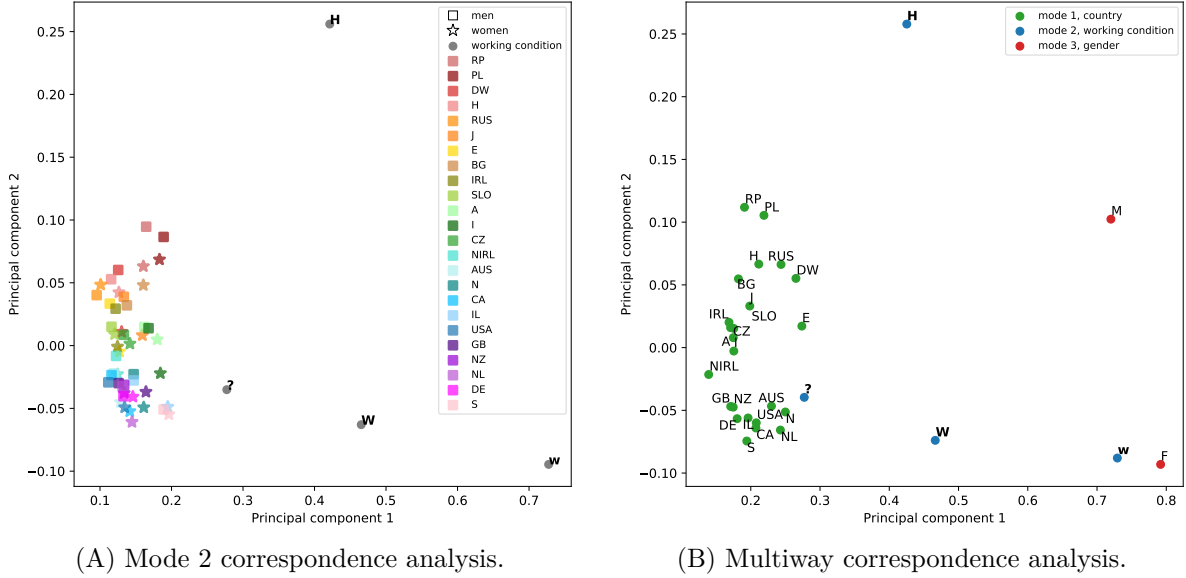 H
0.25
0.20
0.15
0.10
0.05
0.00
−0.05
−0.10
Principal component 2
?
W
w
0.1
0.2
0.3
0.4
0.5
0.6
0.7
Principal component 1
men
women
working condition
RP
PL
DW
H
RUS
J
E
BG
IRL
SLO
A
I
CZ
NIRL
AUS
N
CA
IL
USA
GB
NZ
NL
DE
S
(A) Mode 2 correspondence analysis.
H
mode 1, country
mode 2, working condition
mode 3, gender
0.25
0.20
0.15
0.10
0.05
0.00
−0.05
−0.10
Principal component 2
RP
PL
M
H
RUS
DW
BG
J
SLO
IRL
E
CZ
A
I
NIRL
?
GB
NZ
AUS
USA
N
DE
IL
CA
NL
S
W
w
F
0.2
0.3
0.4
0.5
0.6
0.7
0.8
Principal component 1
(B) Multiway correspondence analysis.